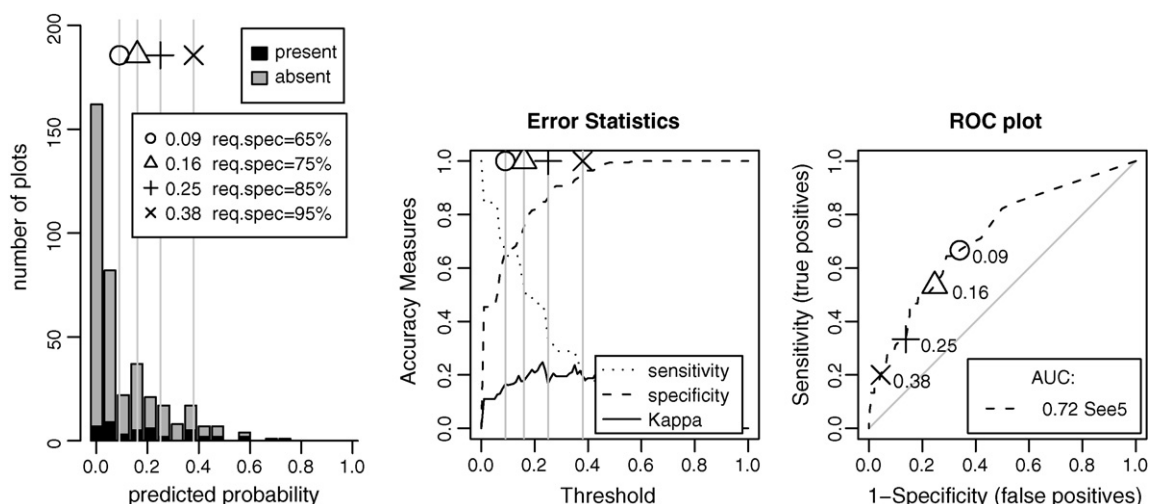 number of plots
200
150
100
50
0
present
absent
0.09 req.spec=65%
0.16 req.spec=75%
0.25 req.spec=85%
0.38 req.spec=95%
0.0 0.2 0.4 0.6 0.8 1.0
predicted probability
Error Statistics
Accuracy Measures
1.0
0.8
0.6
0.4
0.2
0.0
sensitivity
specificity
Kappa
0.0 0.2 0.4 0.6 0.8 1.0
Threshold
ROC plot
Sensitivity (true positives)
1.0
0.8
0.6
0.4
0.2
0.0
0.09
0.16
0.25
0.38
AUC:
0.72 See5
0.0 0.2 0.4 0.6 0.8 1.0
1-Specificity (false positives)